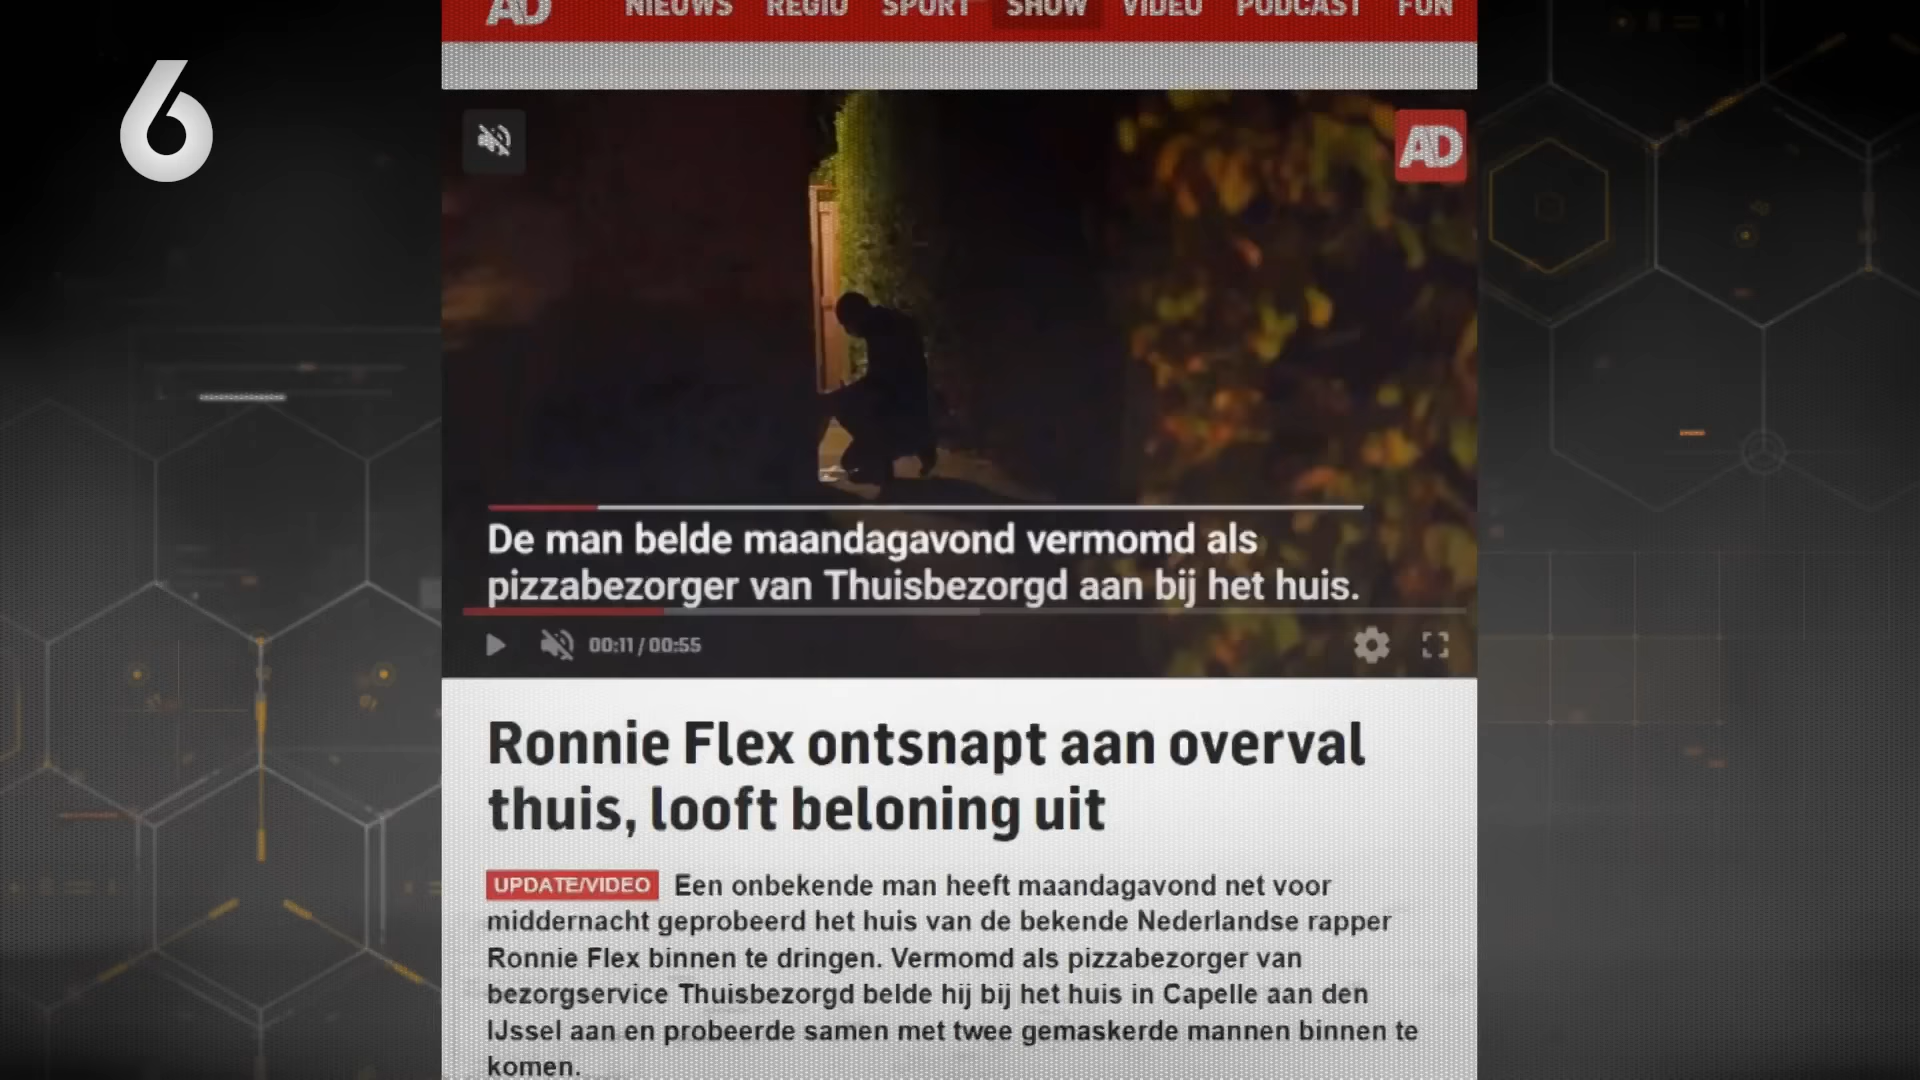 AD NIEUWS REGIO SPORT SHOW VIDEO PODCAST FUN
6
AD
De man belde maandagavond vermomd als
pizzabezorger van Thuisbezorgd aan bij het huis.
00:11 / 00:55
Ronnie Flex ontsnapt aan overval
thuis, looft beloning uit
UPDATE/VIDEO Een onbekende man heeft maandagavond net voor
middernacht geprobeerd het huis van de bekende Nederlandse rapper
Ronnie Flex binnen te dringen. Vermomd als pizzabezorger van
bezorgservice Thuisbezorgd belde hij bij het huis in Capelle aan den
IJssel aan en probeerde samen met twee gemaskerde mannen binnen te
komen.